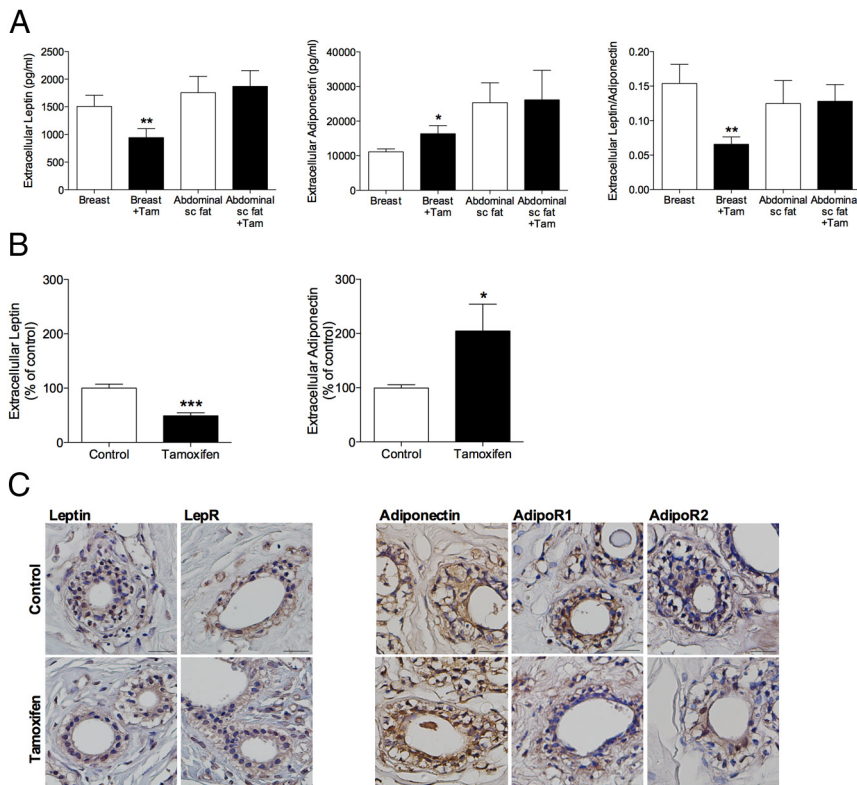 A
Extracellular Leptin (pg/ml)
2500
2000
1500
1000
500
0
**
Breast
Breast
+Tam
Abdominal
sc fat
Abdominal
sc fat
+Tam
Extracellular Adiponectin (pg/ml)
40000
30000
20000
10000
0
*
Breast
Breast
+Tam
Abdominal
sc fat
Abdominal
sc fat
+Tam
Extracellular Leptin/Adiponectin
0.20
0.15
0.10
0.05
0.00
**
Breast
Breast
+Tam
Abdominal
sc fat
Abdominal
sc fat
+Tam
B
Extracellullar Leptin
(% of control)
300
200
100
0
***
Control
Tamoxifen
Extracellular Adiponectin
(% of control)
300
200
100
0
*
Control
Tamoxifen
C
Leptin
LepR
Adiponectin
AdipoR1
AdipoR2
Control
Tamoxifen